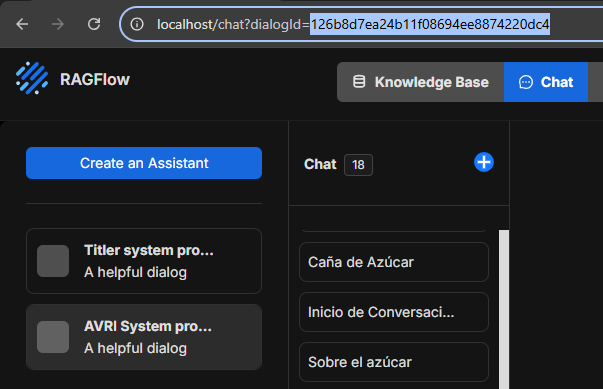 localhost/chat?dialogId=126b8d7ea24b11f08694ee8874220dc4
RAGFlow
Knowledge Base
Chat
Create an Assistant
Chat 18
Titler system pro...
A helpful dialog
AVRI System pro...
A helpful dialog
Caña de Azúcar
Inicio de Conversaci...
Sobre el azúcar